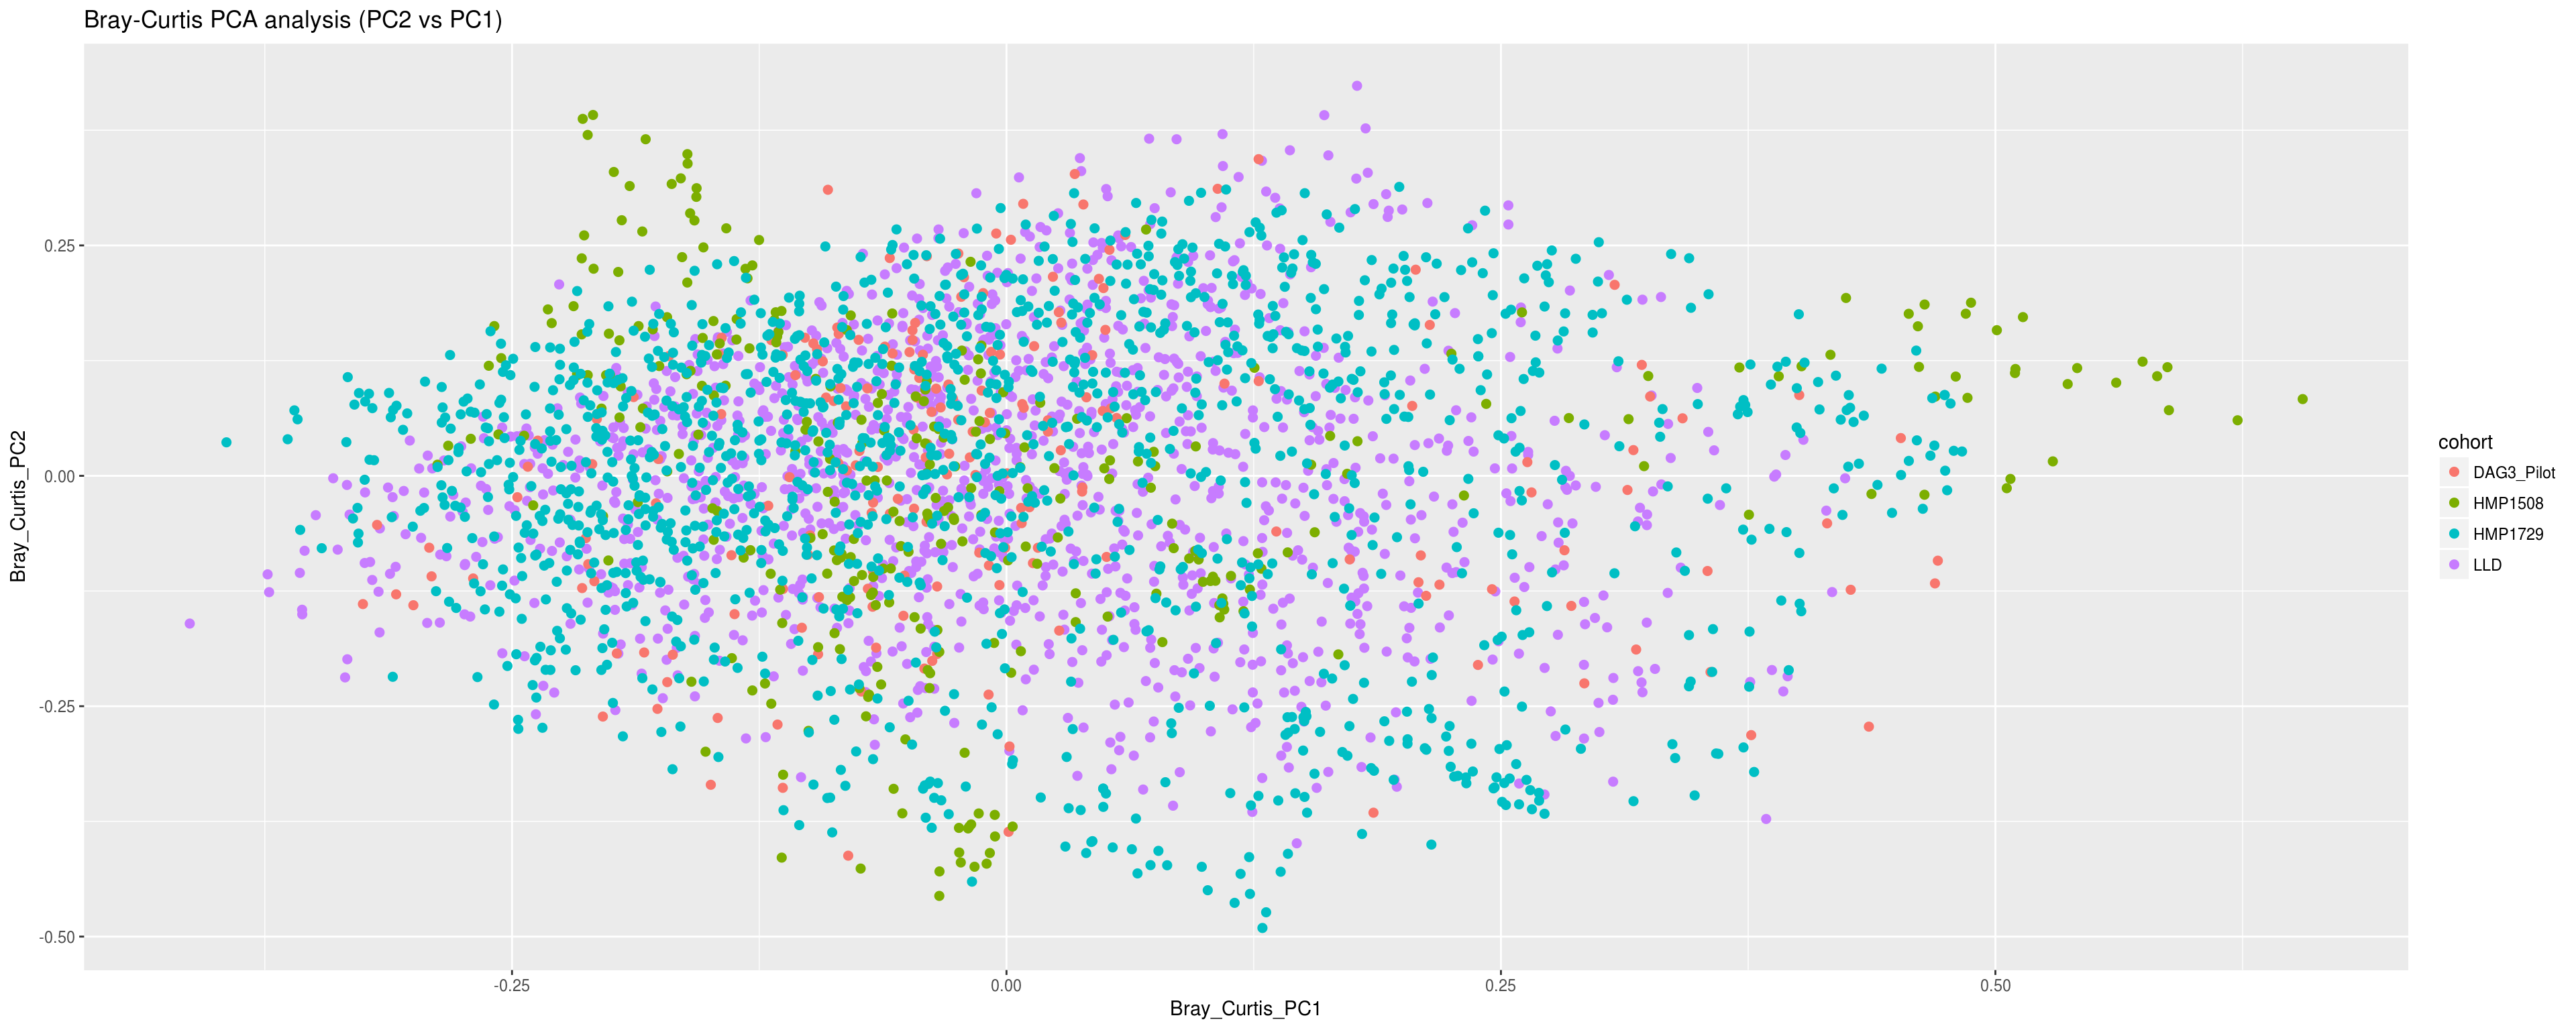 Bray-Curtis PCA analysis (PC2 vs PC1)
Bray_Curtis_PC2
0.25
0.00
-0.25
-0.50
-0.25
0.00
0.25
0.50
Bray_Curtis_PC1
cohort
DAG3_Pilot
HMP1508
HMP1729
LLD